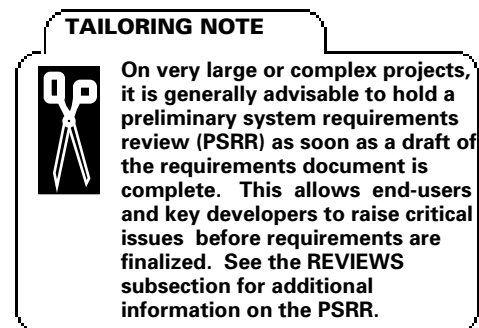 TAILORING NOTE
On very large or complex projects,
it is generally advisable to hold a
preliminary system requirements
review (PSRR) as soon as a draft of
the requirements document is
complete. This allows end-users
and key developers to raise critical
issues before requirements are
finalized. See the REVIEWS
subsection for additional
information on the PSRR.